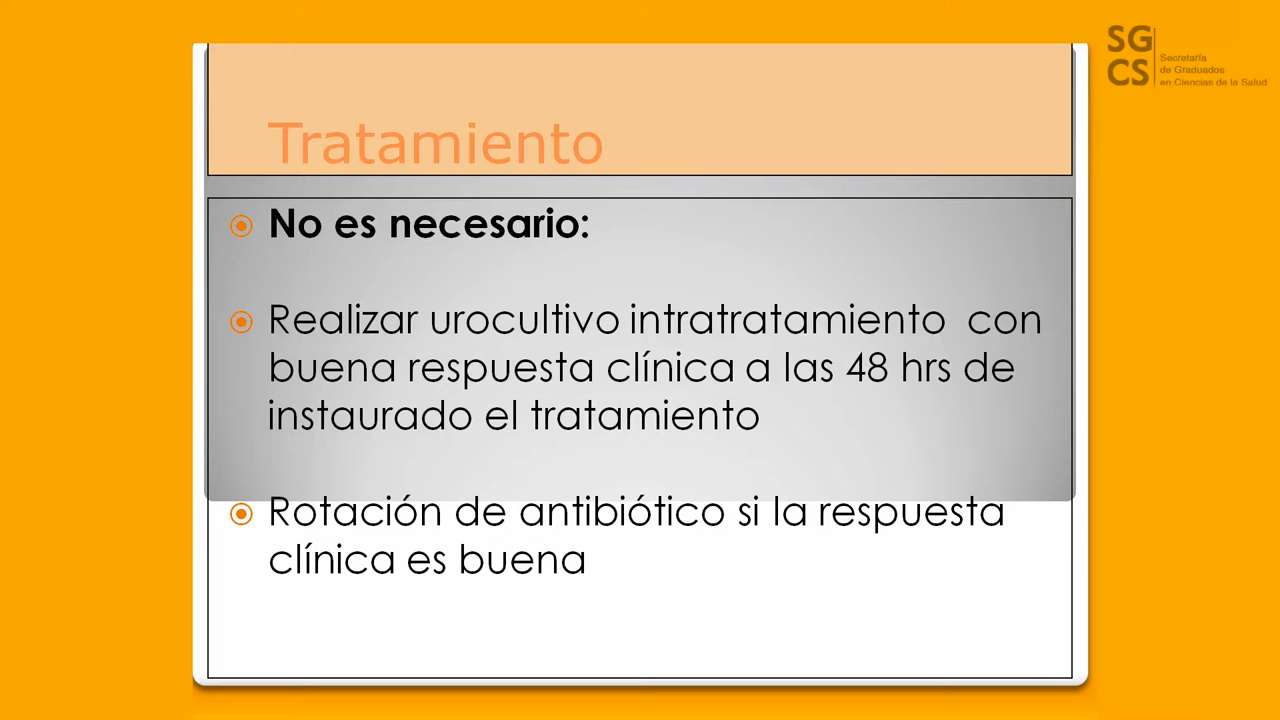 SG
CS
Secretaría
de Graduados
en Ciencias de la Salud
Tratamiento
No es necesario:
Realizar urocultivo intratratamiento con
buena respuesta clínica a las 48 hrs de
instaurado el tratamiento
Rotación de antibiótico si la respuesta
clínica es buena